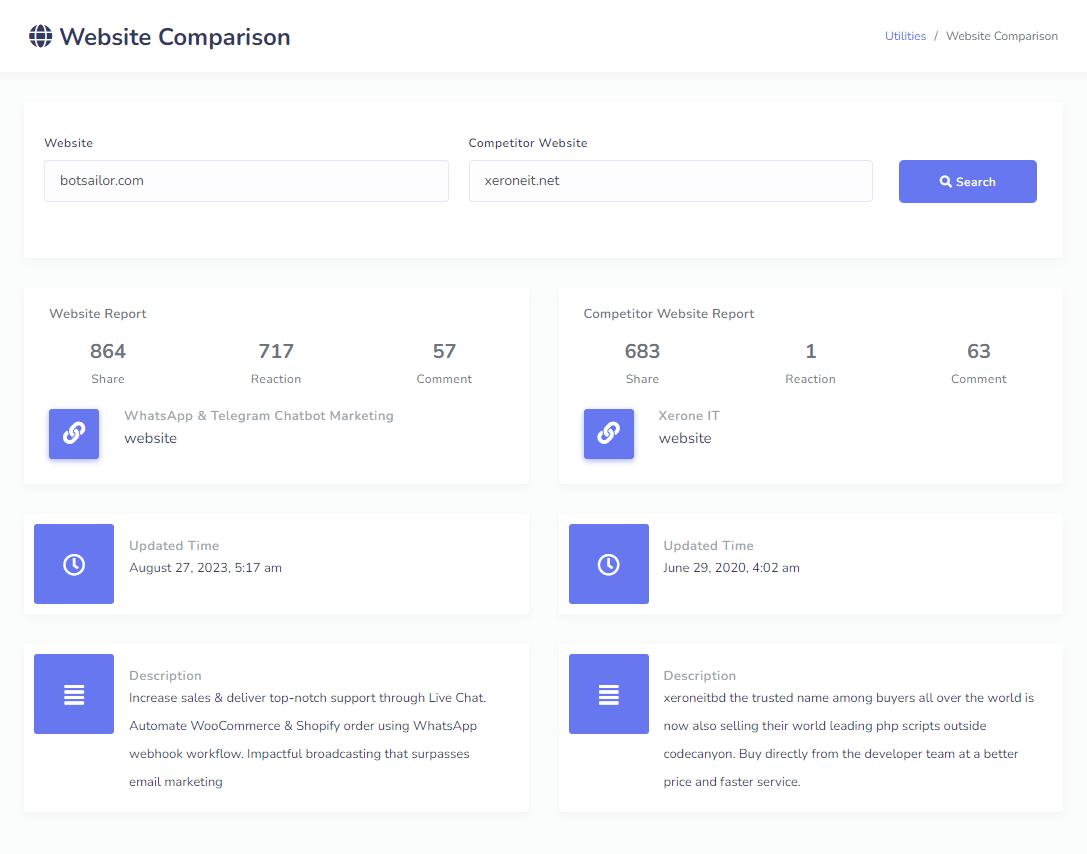 Website Comparison
Utilities / Website Comparison
Website
Competitor Website
botsailor.com
xeroneit.net
Search
Website Report
864
717
57
Share
Reaction
Comment
WhatsApp & Telegram Chatbot Marketing
website
Competitor Website Report
683
1
63
Share
Reaction
Comment
Xerone IT
website
Updated Time
August 27, 2023, 5:17 am
Updated Time
June 29, 2020, 4:02 am
Description
Increase sales & deliver top-notch support through Live Chat.
Automate WooCommerce & Shopify order using WhatsApp
webhook workflow. Impactful broadcasting that surpasses
email marketing
Description
xeroneitbd the trusted name among buyers all over the world is
now also selling their world leading php scripts outside
codecanyon. Buy directly from the developer team at a better
price and faster service.